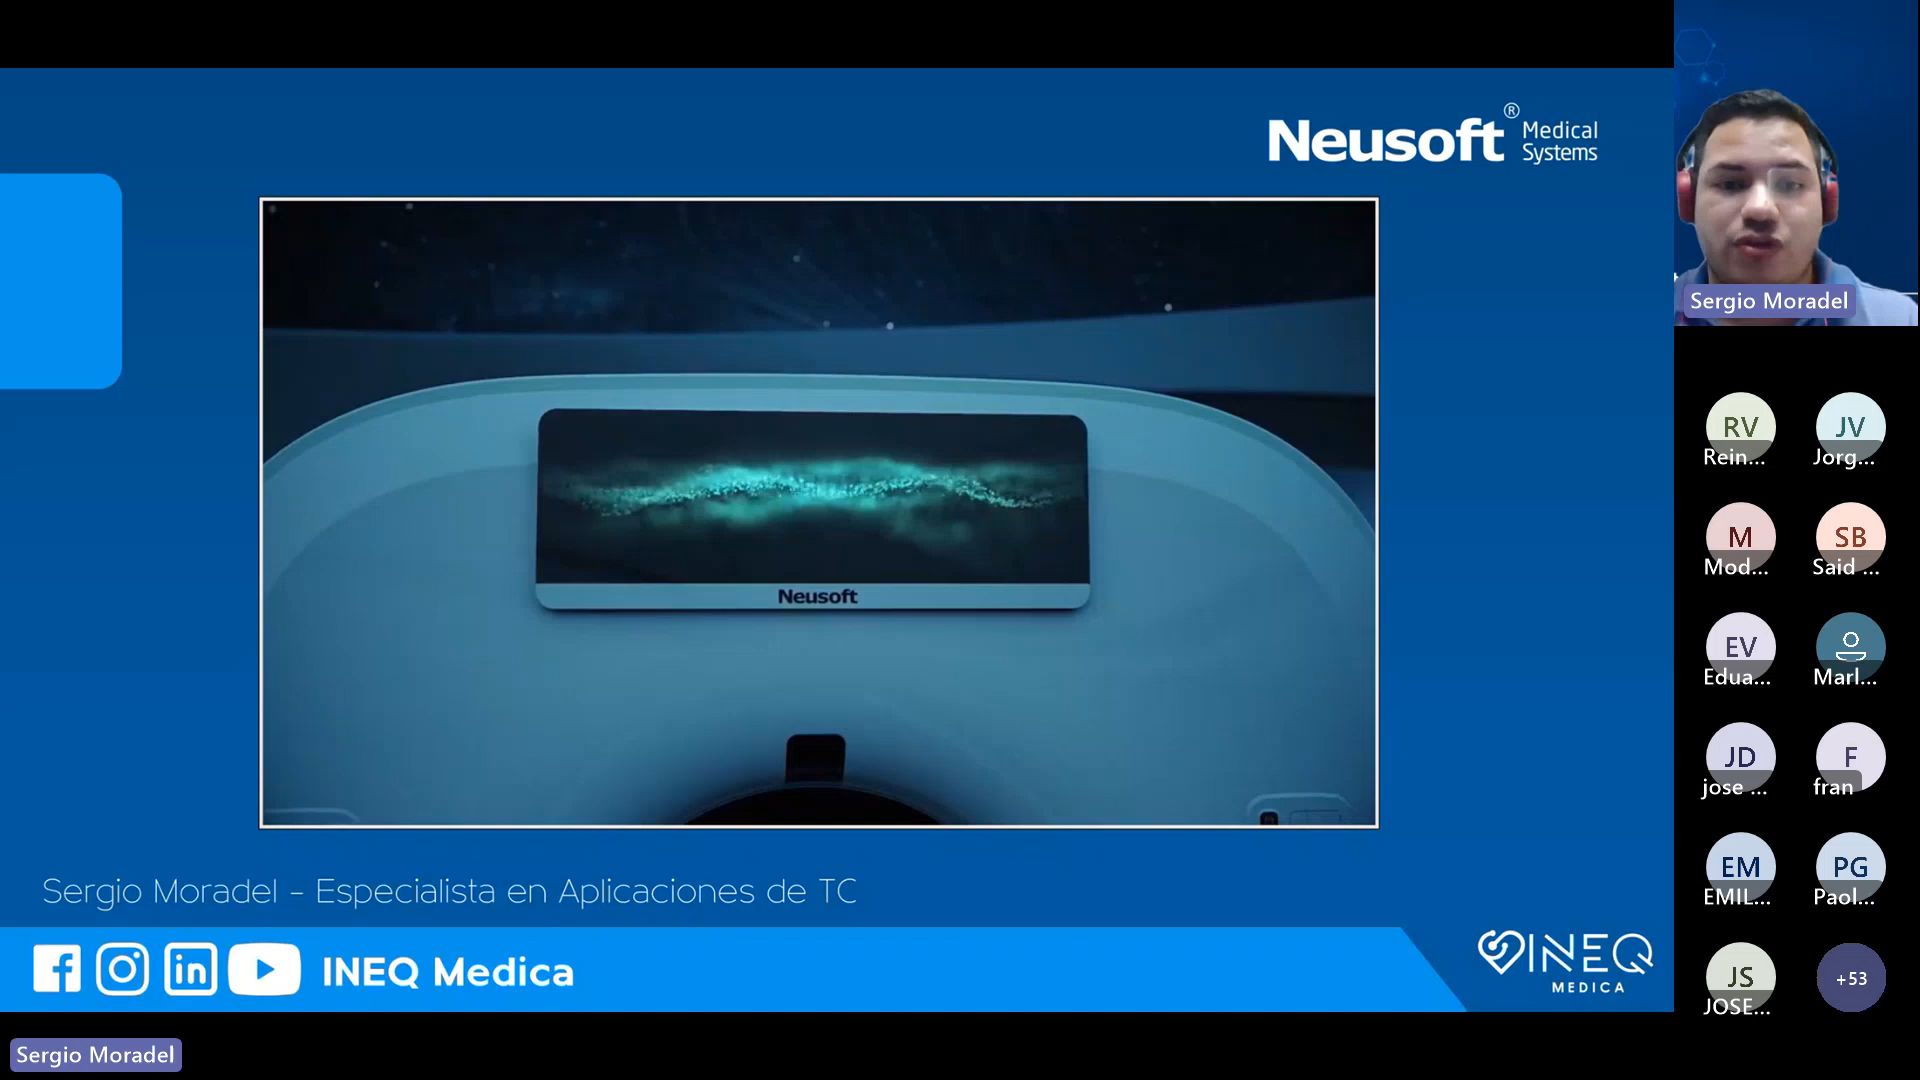 Neusoft®
Medical
Systems
Neusoft
Sergio Moradel - Especialista en Aplicaciones de TC
INEQ Medica
INEQ
MEDICA
Sergio Moradel
Sergio Moradel
RV
Rein...
JV
Jorg...
M
Mod...
SB
Said ...
EV
Edua...
Marl...
JD
jose ...
F
fran
EM
EMIL...
PG
Paol...
JS
JOSE...
+53